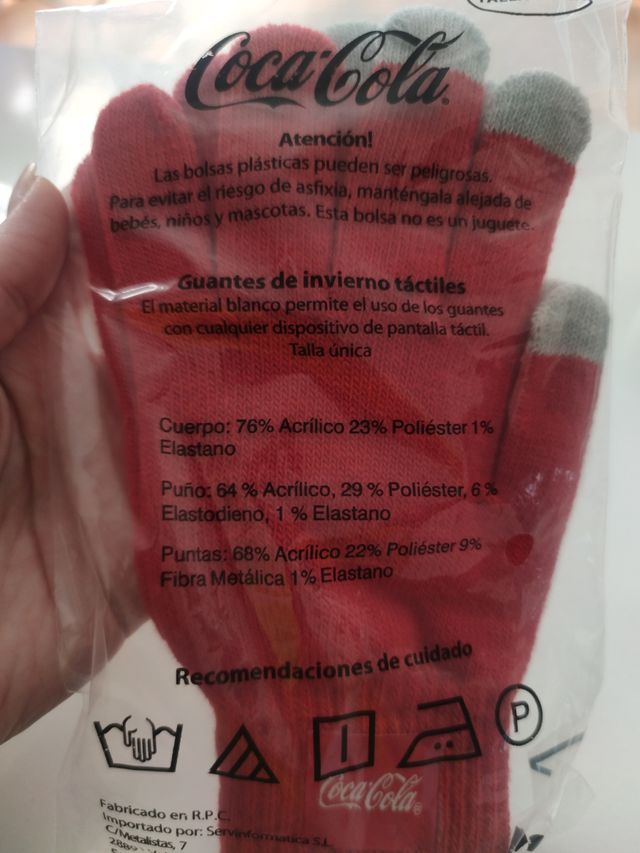 Coca-Cola
Atención!
Las bolsas plásticas pueden ser peligrosas.
Para evitar el riesgo de asfixia, manténgala alejada de
bebés, niños y mascotas. Esta bolsa no es un juguete.
Guantes de invierno táctiles
El material blanco permite el uso de los guantes
con cualquier dispositivo de pantalla táctil.
Talla única
Cuerpo: 76% Acrílico 23% Poliéster 1%
Elastano
Puño: 64 % Acrílico, 29 % Poliéster, 6 %
Elastodieno, 1 % Elastano
Puntas: 68% Acrílico 22% Poliéster 9%
Fibra Metálica 1% Elastano
Recomendaciones de cuidado
P
Coca-Cola
Fabricado en R.P.C.
Importado por: Servinformatica S.L.
C/Metalistas, 7